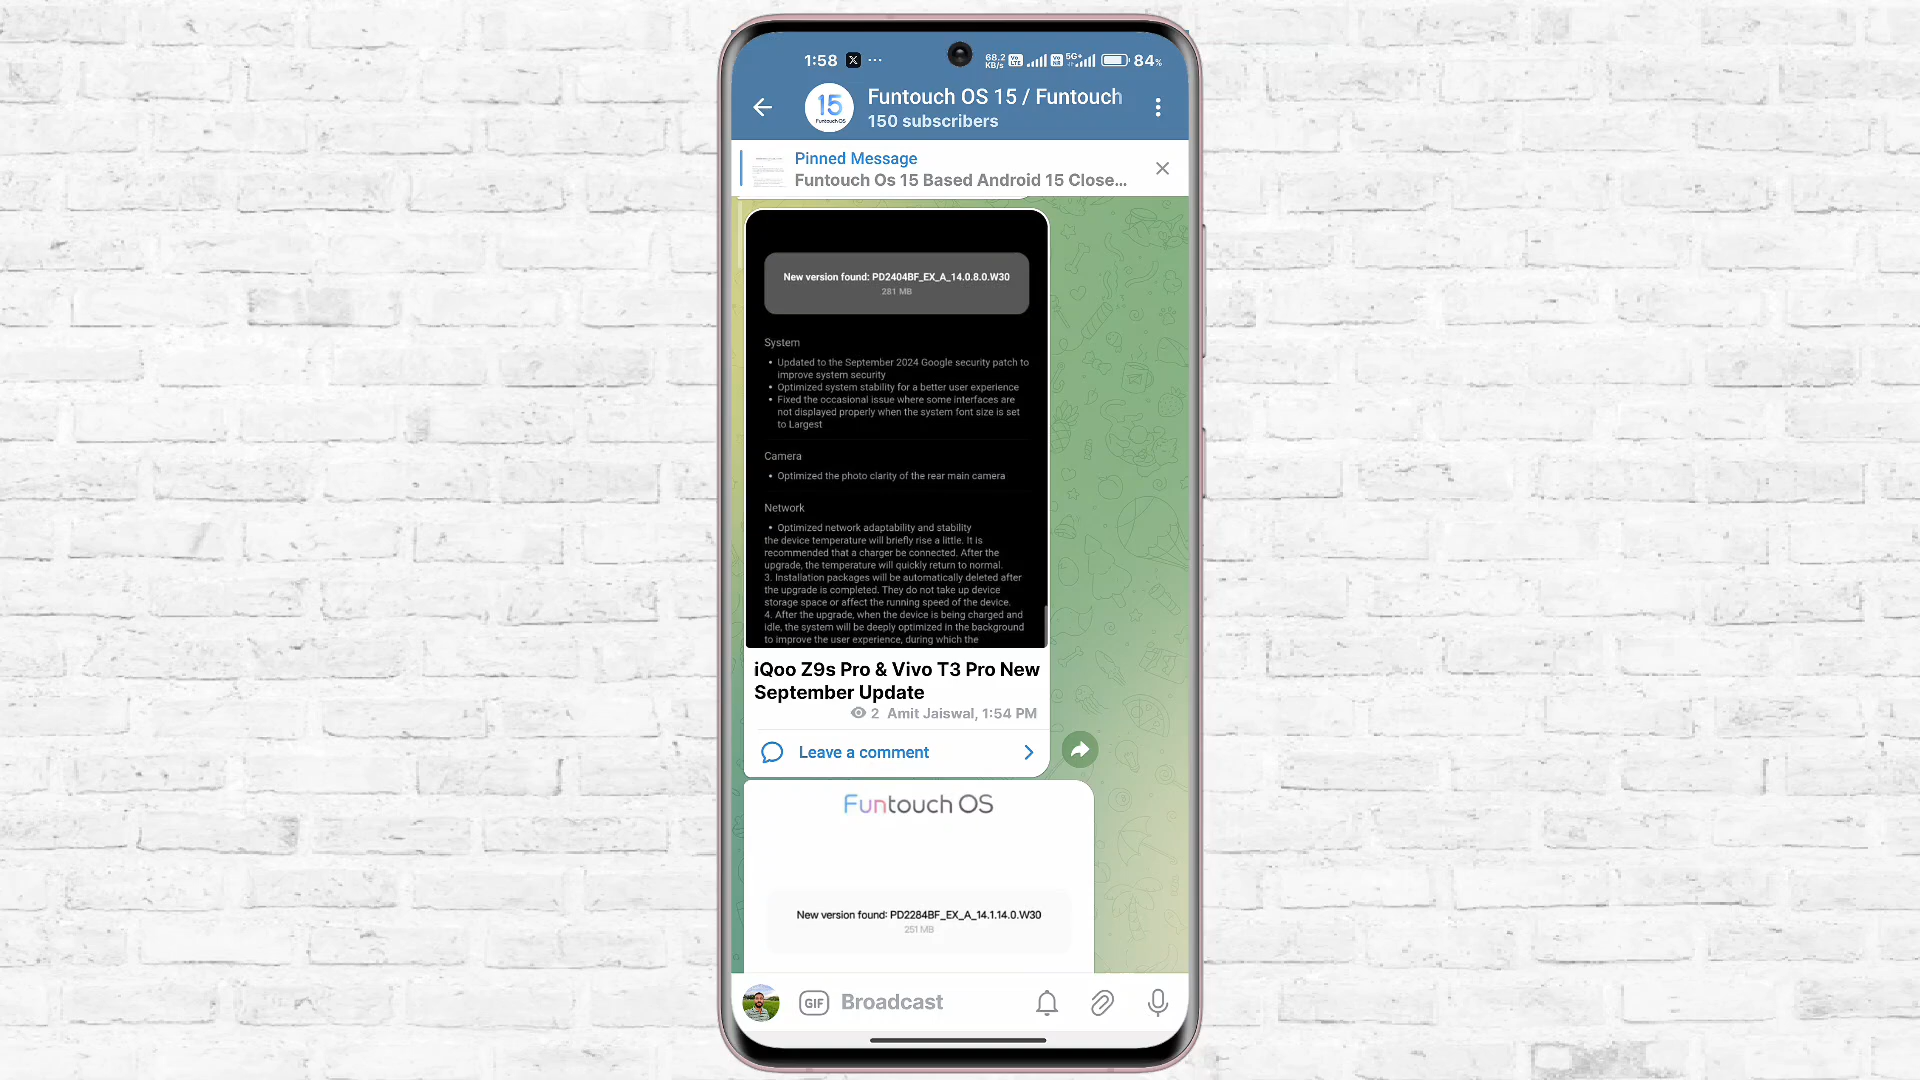 1:58 X ... 68.2 KB/s 5G+ 84%
15
Funtouch OS
Funtouch OS 15 / Funtouch
150 subscribers
Pinned Message
Funtouch Os 15 Based Android 15 Close...
New version found: PD2404BF_EX_A_14.0.8.0.W30
281 MB
System
• Updated to the September 2024 Google security patch to
improve system security
• Optimized system stability for a better user experience
• Fixed the occasional issue where some interfaces are
not displayed properly when the system font size is set
to Largest
Camera
• Optimized the photo clarity of the rear main camera
Network
• Optimized network adaptability and stability
the device temperature will briefly rise a little. It is
recommended that a charger be connected. After the
upgrade, the temperature will quickly return to normal.
3. Installation packages will be automatically deleted after
the upgrade is completed. They do not take up device
storage space or affect the running speed of the device.
4. After the upgrade, when the device is being charged and
idle, the system will be deeply optimized in the background
to improve the user experience, during which the
iQoo Z9s Pro & Vivo T3 Pro New
September Update
2 Amit Jaiswal, 1:54 PM
Leave a comment
Funtouch OS
New version found: PD2284BF_EX_A_14.1.14.0.W30
251 MB
GIF Broadcast